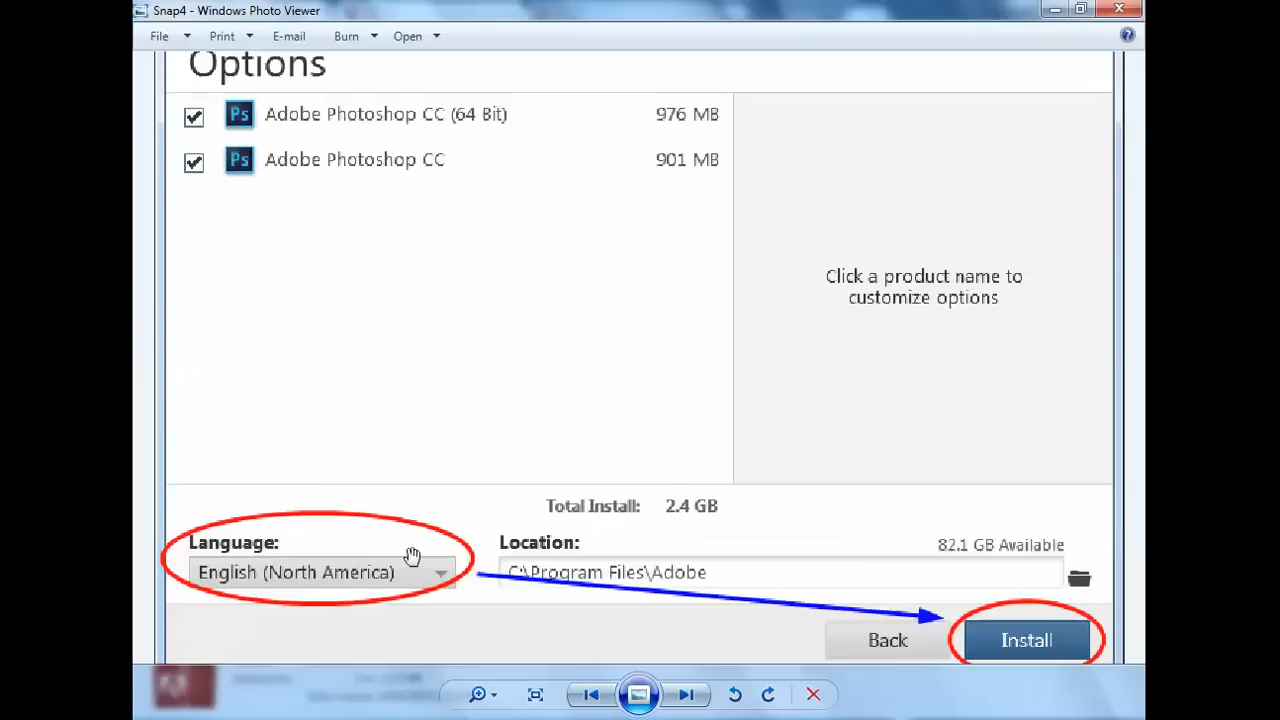 Snap4 - Windows Photo Viewer
File Print E-mail Burn Open
Options
Ps Adobe Photoshop CC (64 Bit) 976 MB
Ps Adobe Photoshop CC 901 MB
Click a product name to
customize options
Total Install: 2.4 GB
Language: Location: 82.1 GB Available
English (North America) C:\Program Files\Adobe
Back Install